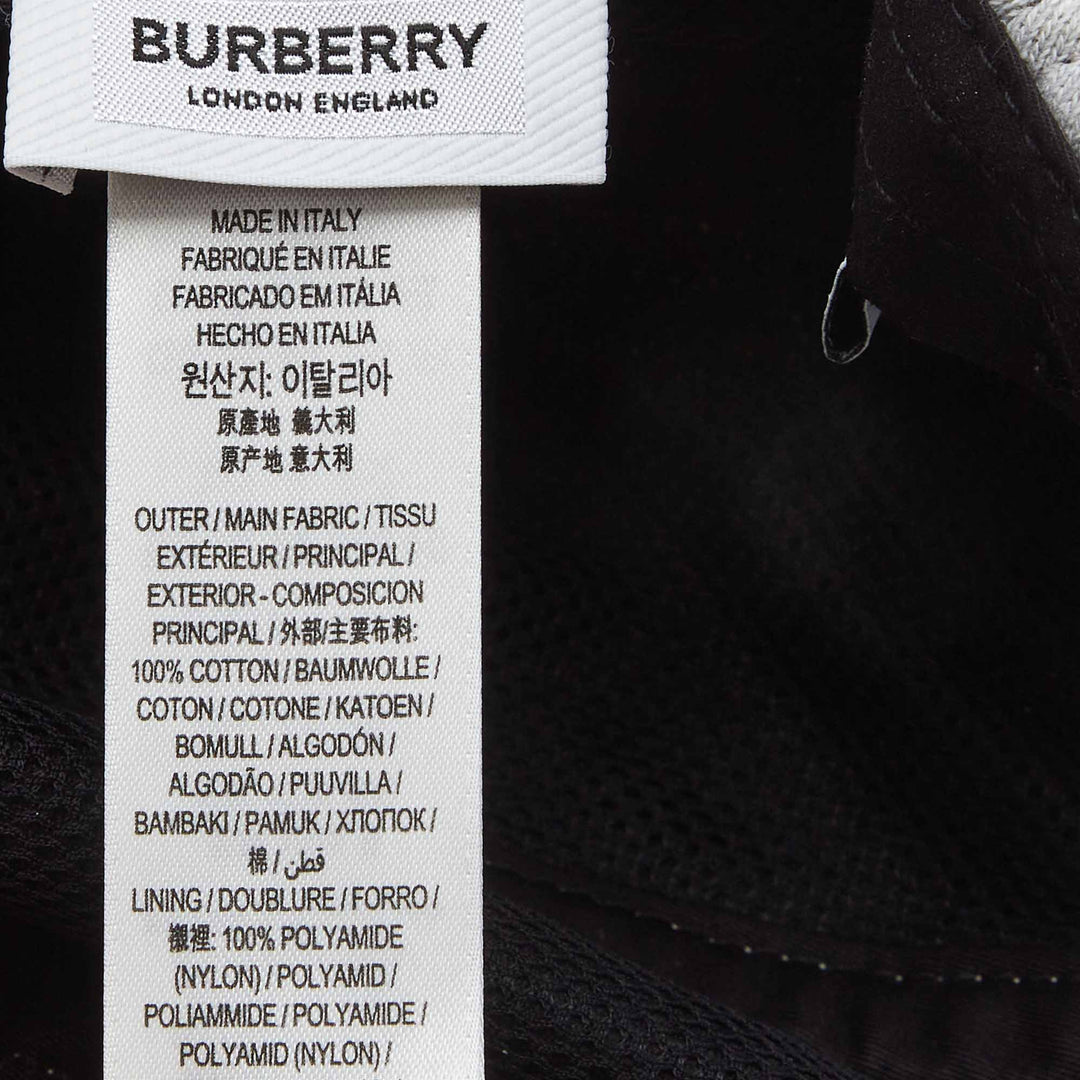 BURBERRY
LONDON ENGLAND
MADE IN ITALY
FABRIQUÉ EN ITALIE
FABRICADO EM ITÁLIA
HECHO EN ITALIA
원산지: 이탈리아
原產地 義大利
原产地 意大利
OUTER / MAIN FABRIC / TISSU
EXTÉRIEUR / PRINCIPAL /
EXTERIOR - COMPOSICION
PRINCIPAL / 外部/主要布料:
100% COTTON / BAUMWOLLE /
COTON / COTONE / KATOEN /
BOMULL / ALGODÓN /
ALGODÃO / PUUVILLA /
BAMBAKI / PAMUK / ХЛОПОК /
棉 / قطن
LINING / DOUBLURE / FORRO /
襯裡: 100% POLYAMIDE
(NYLON) / POLYAMID /
POLIAMMIDE / POLYAMIDE /
POLYAMID (NYLON) /